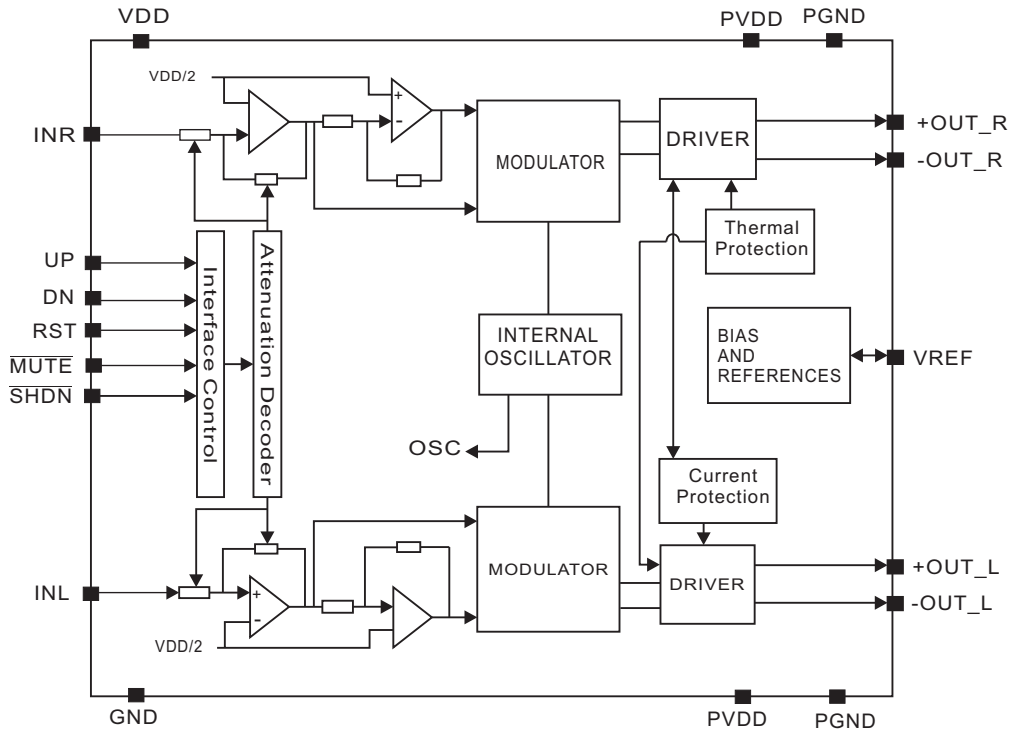 VDD
PVDD
PGND
VDD/2
+
-
INR
MODULATOR
DRIVER
+OUT_R
-OUT_R
Thermal
Protection
UP
DN
RST
MUTE
SHDN
Interface Control
Attenuation Decoder
INTERNAL
OSCILLATOR
BIAS
AND
REFERENCES
VREF
OSC
Current
Protection
INL
+
-
VDD/2
MODULATOR
DRIVER
+OUT_L
-OUT_L
GND
PVDD
PGND